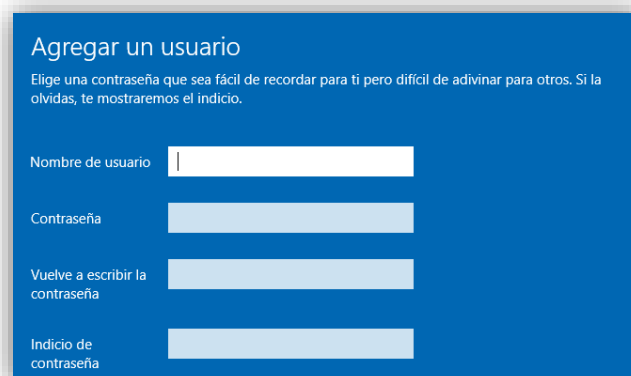 Agregar un usuario
Elige una contraseña que sea fácil de recordar para ti pero difícil de adivinar para otros. Si la
olvidas, te mostraremos el indicio.
Nombre de usuario
Contraseña
Vuelve a escribir la
contraseña
Indicio de
contraseña